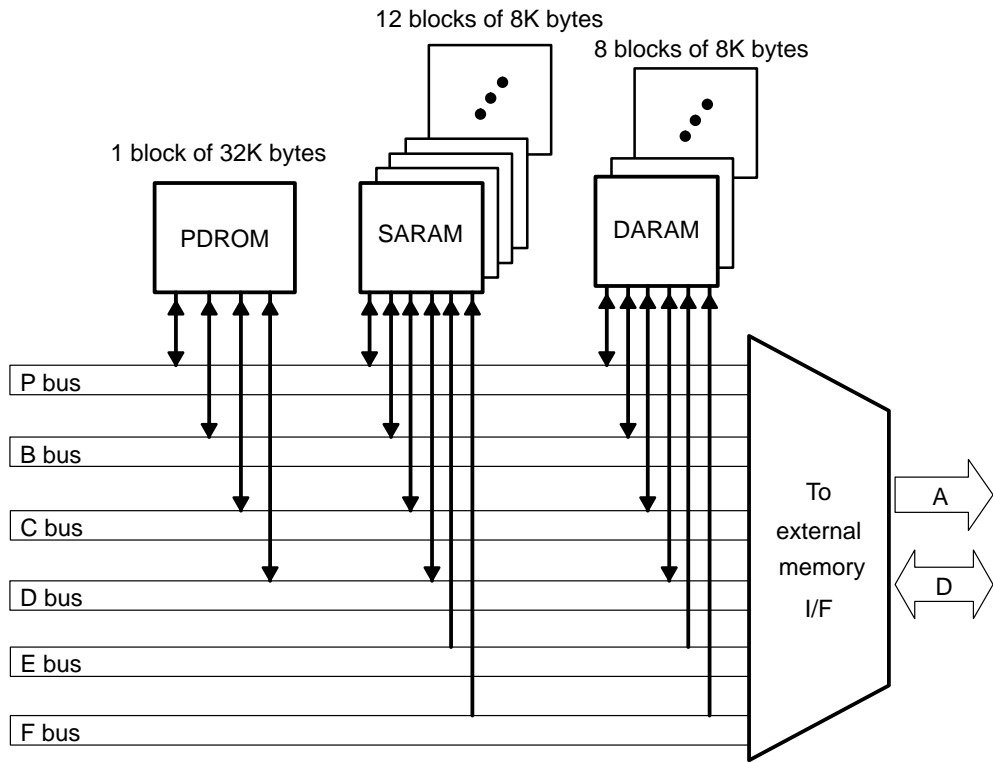 12 blocks of 8K bytes
8 blocks of 8K bytes
1 block of 32K bytes
PDROM
SARAM
DARAM
P bus
B bus
C bus
D bus
E bus
F bus
To
external
memory
I/F
A
D